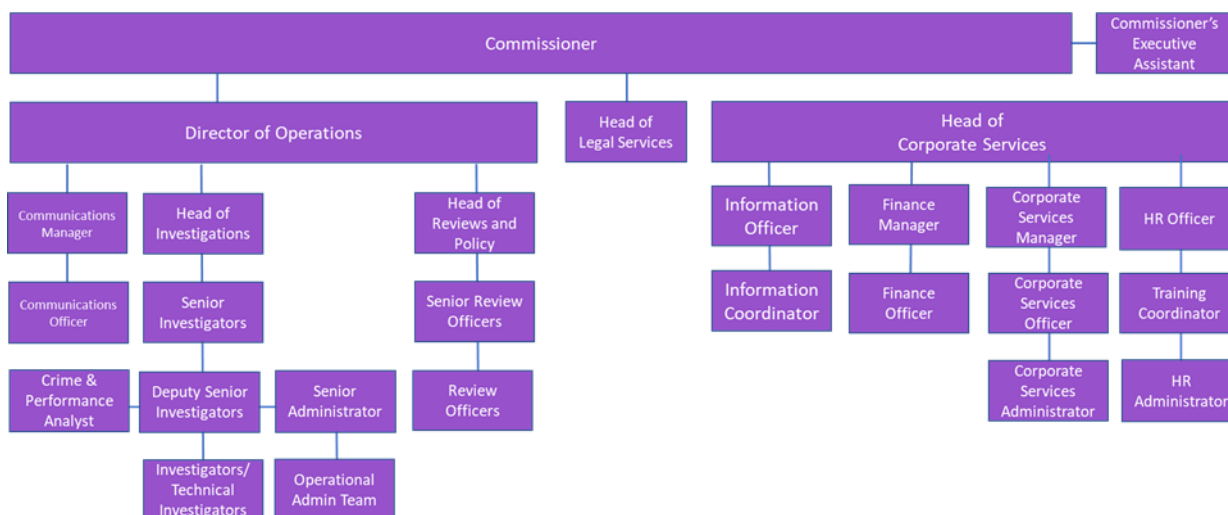 Commissioner
Commissioner's
Executive
Assistant
Director of Operations
Head of
Legal Services
Head of
Corporate Services
Communications
Manager
Head of
Investigations
Head of
Reviews and
Policy
Information
Officer
Finance
Manager
Corporate
Services
Manager
HR Officer
Communications
Officer
Senior
Investigators
Senior Review
Officers
Information
Coordinator
Finance
Officer
Corporate
Services
Officer
Training
Coordinator
Crime &
Performance
Analyst
Deputy Senior
Investigators
Senior
Administrator
Review
Officers
Corporate
Services
Administrator
HR
Administrator
Investigators/
Technical
Investigators
Operational
Admin Team